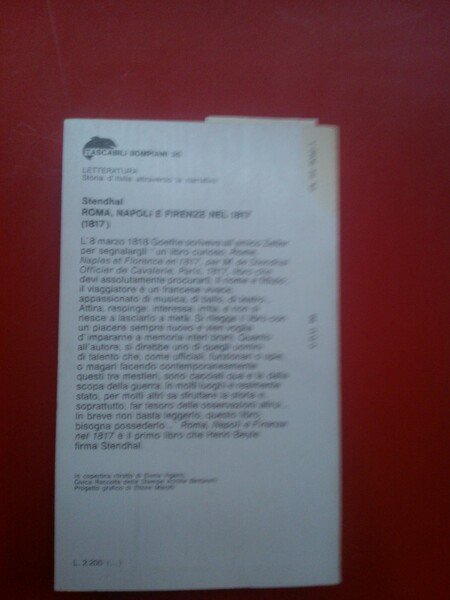 TASCABILI BOMPIANI
LETTERATURA
Storia d'Italia attraverso la narrativa
Stendhal
ROMA, NAPOLI E FIRENZE NEL 1817
(1817)
L'8 marzo 1818 Goethe scriveva all'amico Zelter
per segnalargli "un libro curioso: Rome,
Naples et Florence en 1817, par M. de Stendhal
Officier de Cavalerie, Paris, 1817, libro che
devi assolutamente procurarti. Il nome è fittizio;
il viaggiatore è un francese vivace,
appassionato di musica, di ballo, di teatro...
Attira, respinge, interessa, irrita, e non si
riesce a lasciarlo a metà. Si rilegge il libro con
un piacere sempre nuovo e vien voglia
d'impararne a memoria interi brani. Quanto
all'autore, si direbbe uno di quegli uomini
di talento che, come ufficiali, funzionari o spie,
o magari facendo contemporaneamente
questi tre mestieri, sono cacciati qua e là dalla
scopa della guerra. In molti luoghi è realmente
stato, per molti altri sa sfruttare la storia e,
soprattutto, far tesoro delle osservazioni altrui...
In breve non basta leggerlo, questo libro,
bisogna possederlo..." Roma, Napoli e Firenze
nel 1817 è il primo libro che Henri Beyle
firma Stendhal.
In copertina ritratto di
Civica Raccolta delle Stampe Achille Bertarelli
Progetto grafico di
L. 2.200 (...)